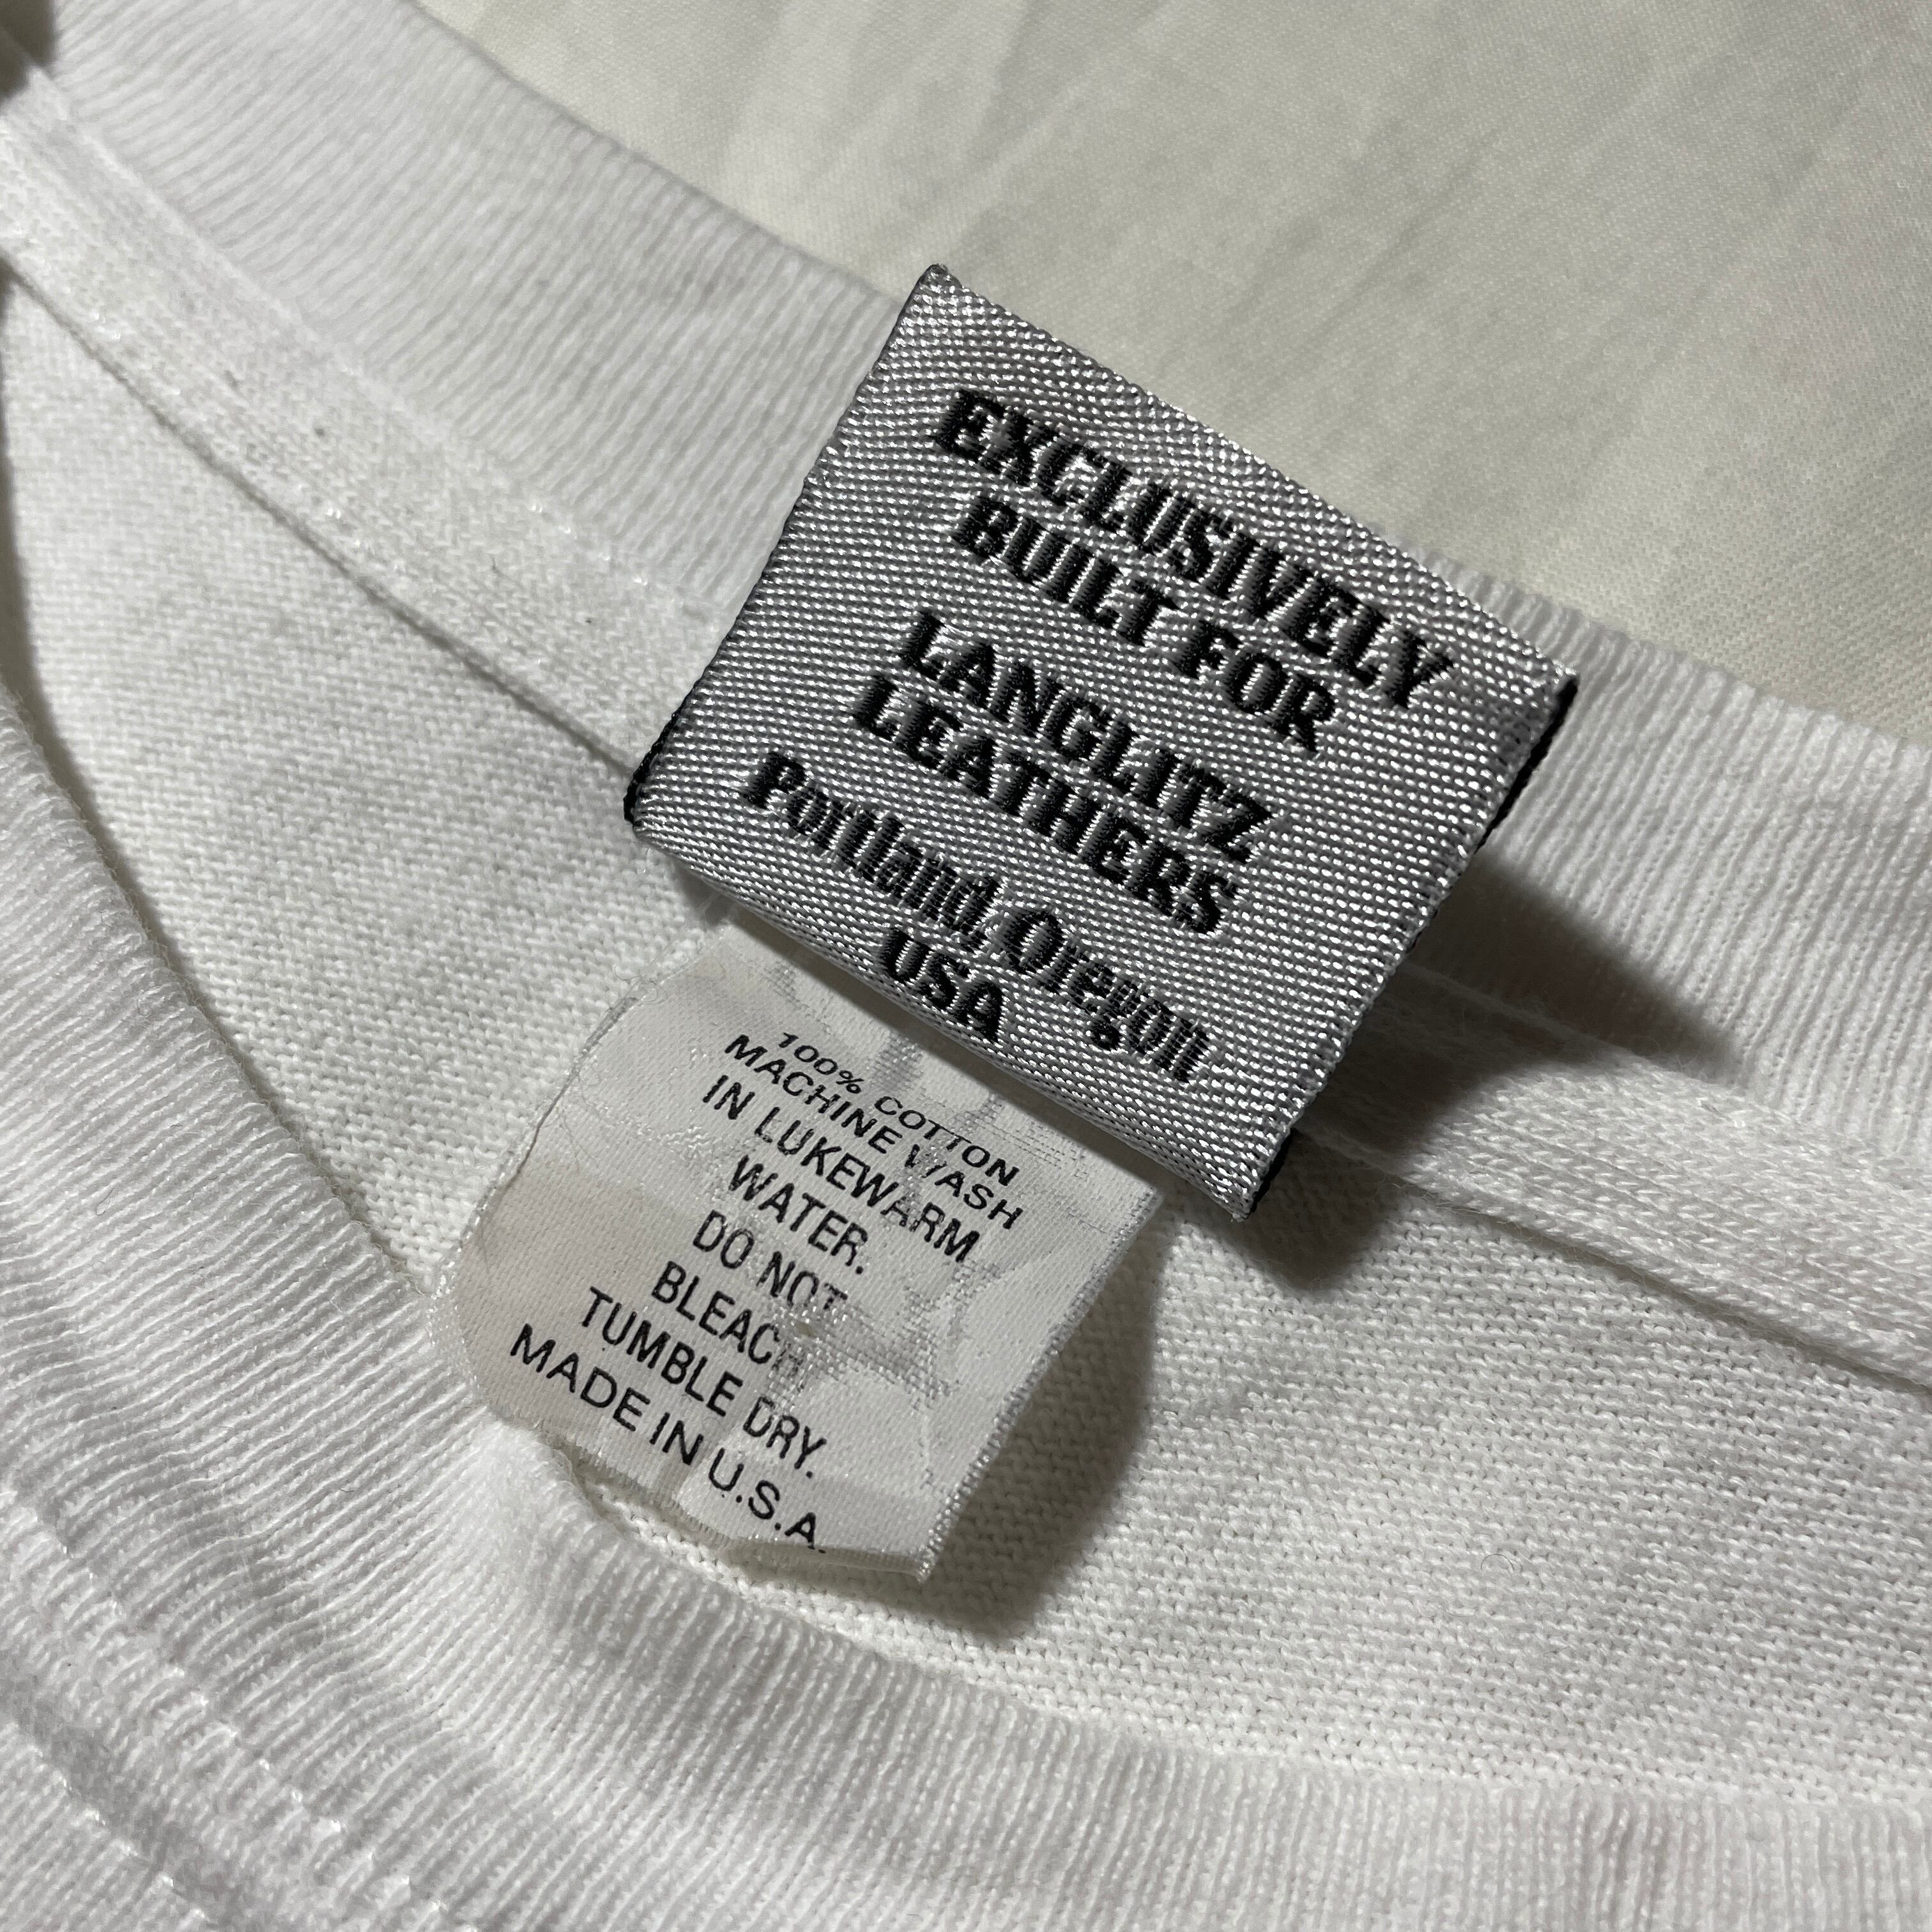 EXCLUSIVELY
BUILT FOR
LANGLITZ
LEATHERS
Portland, Oregon
USA
100% COTTON
MACHINE WASH
IN LUKEWARM
WATER.
DO NOT
BLEACH
TUMBLE DRY.
MADE IN U.S.A.